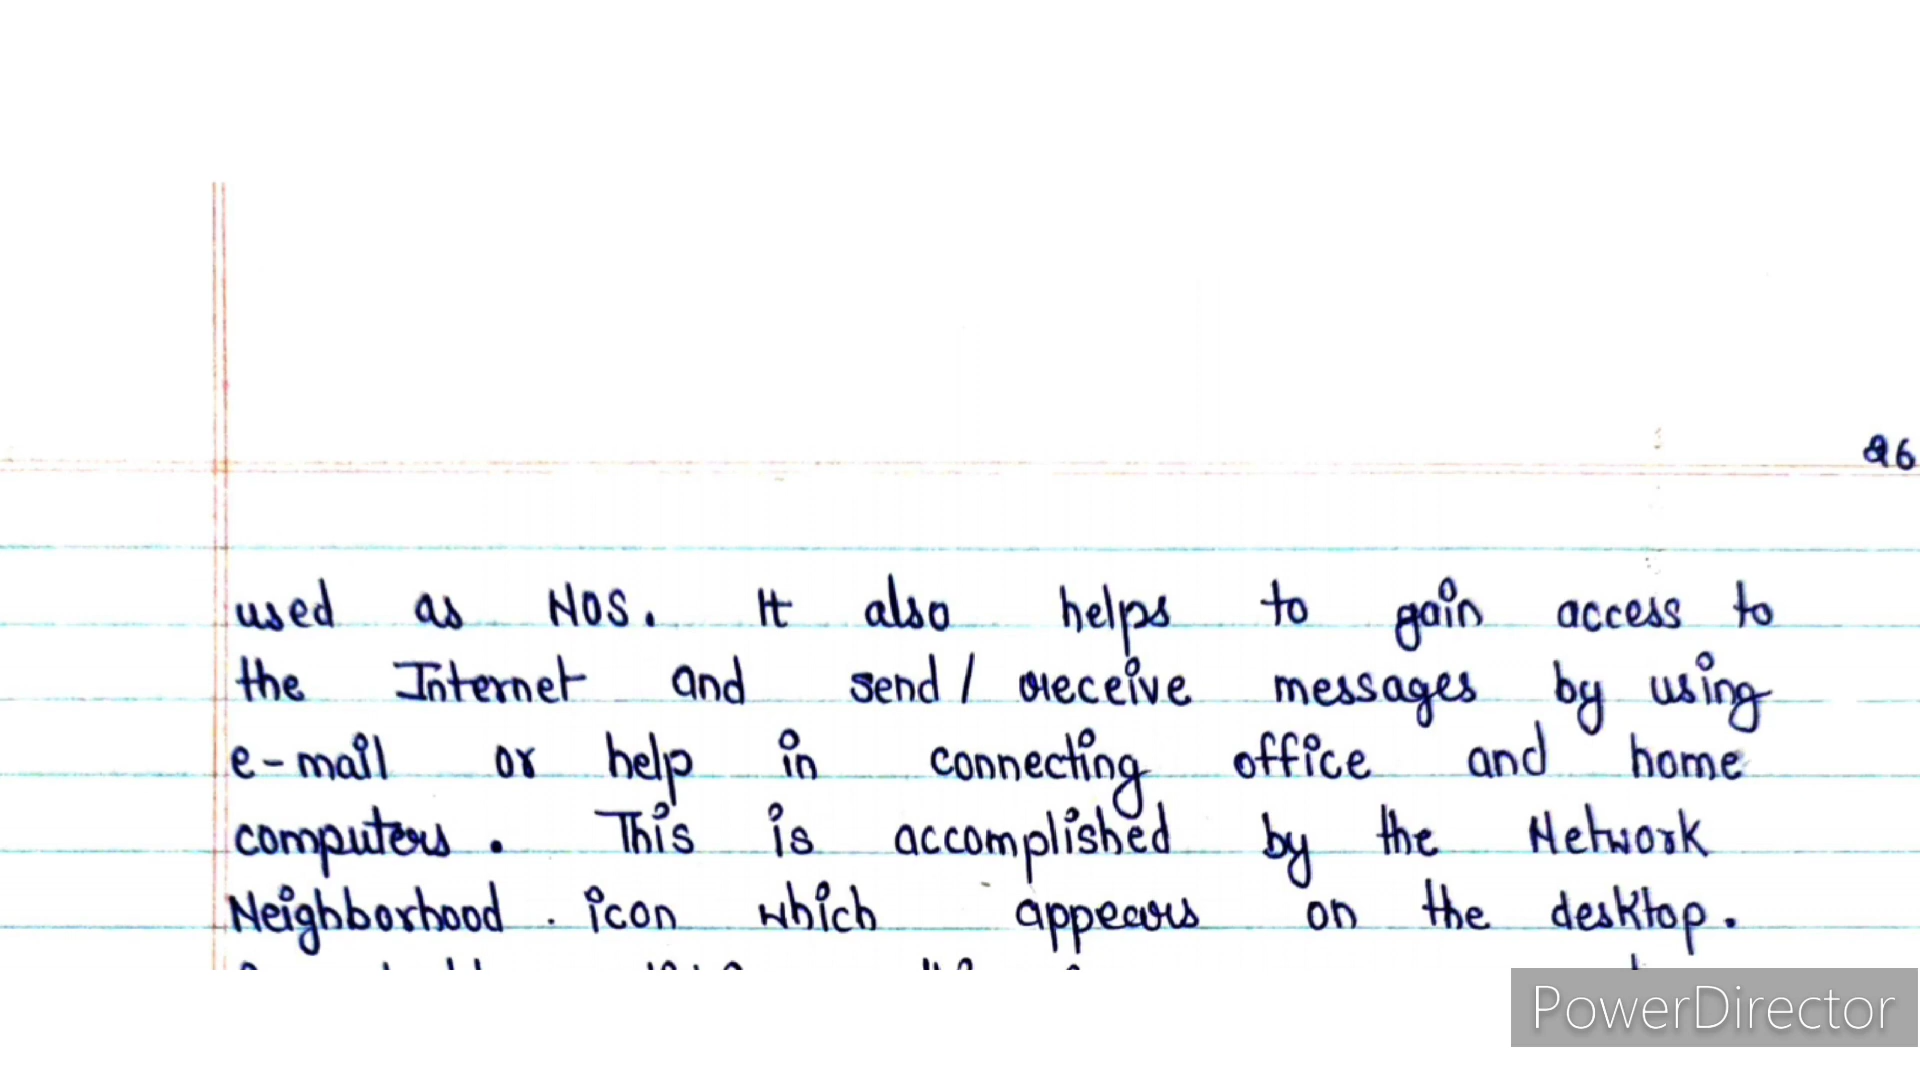 26
used as NOS. It also helps to gain access to
the Internet and send / receive messages by using
e-mail or help in connecting office and home
computers. This is accomplished by the Network
Neighborhood. icon which appears on the desktop.
PowerDirector